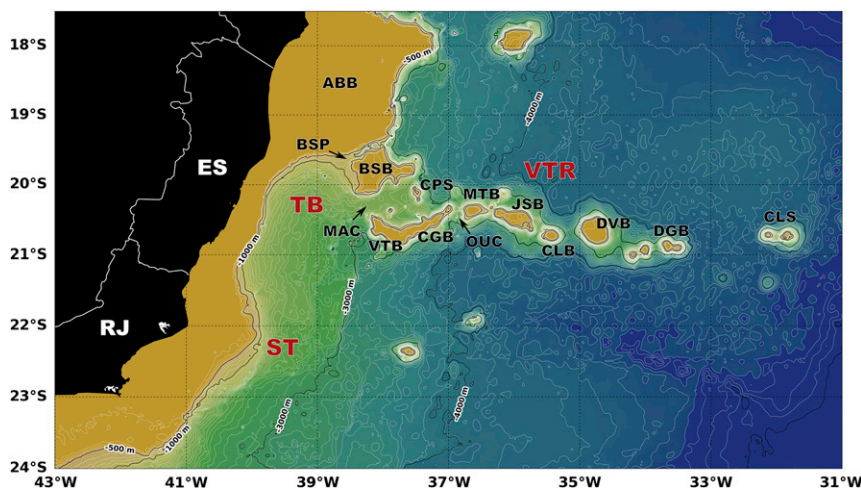 18°S
-500 m
ABB
-4000 m
19°S
BSP
ES
BSB
VTR
20°S
CPS
MTB
TB
JSB
DVB
DGB
CLS
MAC
VTB
CGB
OUC
CLB
21°S
-1000 m
-3000 m
22°S
RJ
ST
23°S
-3000 m
-4000 m
-500 m
-1000 m
24°S
43°W
41°W
39°W
37°W
35°W
33°W
31°W